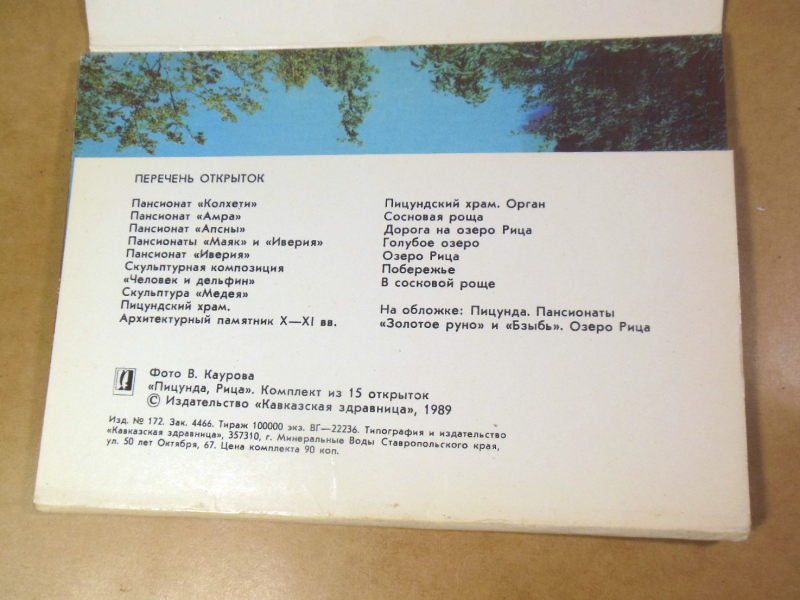 ПЕРЕЧЕНЬ ОТКРЫТОК
Пансионат «Колхети»
Пансионат «Амра»
Пансионат «Апсны»
Пансионаты «Маяк» и «Иверия»
Пансионат «Иверия»
Скульптурная композиция
«Человек и дельфин»
Скульптура «Медея»
Пицундский храм.
Архитектурный памятник X—XI вв.
Пицундский храм. Орган
Сосновая роща
Дорога на озеро Рица
Голубое озеро
Озеро Рица
Побережье
В сосновой роще
На обложке: Пицунда. Пансионаты
«Золотое руно» и «Бзыбь». Озеро Рица
Фото В. Каурова
«Пицунда, Рица». Комплект из 15 открыток
© Издательство «Кавказская здравница», 1989
Изд. № 172. Зак. 4466. Тираж 100000 экз. ВГ—22236. Типография и издательство
«Кавказская здравница», 357310, г. Минеральные Воды Ставропольского края,
ул. 50 лет Октября, 67. Цена комплекта 90 коп.